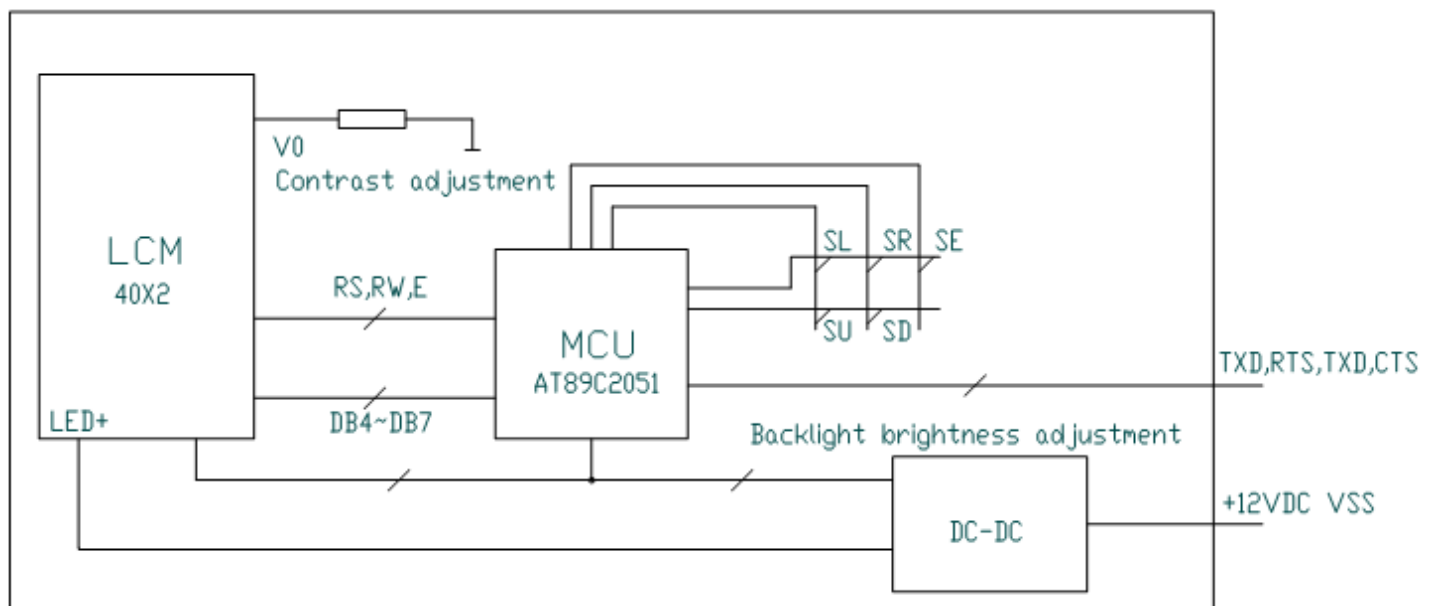 V0
Contrast adjustment
LCM
40X2
SL SR SE
RS,RW,E
SU SD
MCU
AT89C2051
TXD,RTS,TXD,CTS
LED+
DB4~DB7
Backlight brightness adjustment
+12VDC VSS
DC-DC